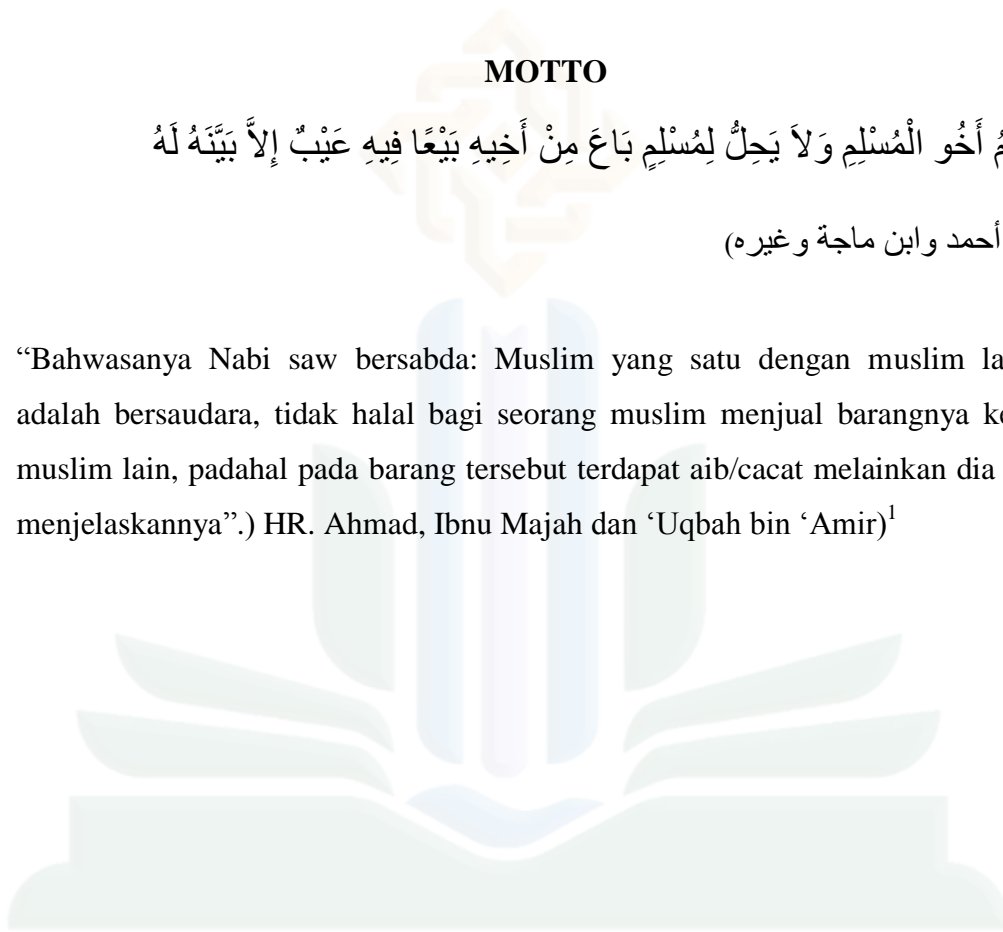 MOTTO
أَخُو الْمُسْلِمِ وَلاَ يَحِلُّ لِمُسْلِمٍ بَاعَ مِنْ أَخِيهِ بَيْعًا فِيهِ عَيْبٌ إِلاَّ بَيَّنَهُ لَهُ
أحمد وابن ماجة وغيره)
“Bahwasanya Nabi saw bersabda: Muslim yang satu dengan muslim la
adalah bersaudara, tidak halal bagi seorang muslim menjual barangnya ke
muslim lain, padahal pada barang tersebut terdapat aib/cacat melainkan dia
menjelaskannya”.) HR. Ahmad, Ibnu Majah dan ‘Uqbah bin ‘Amir)1